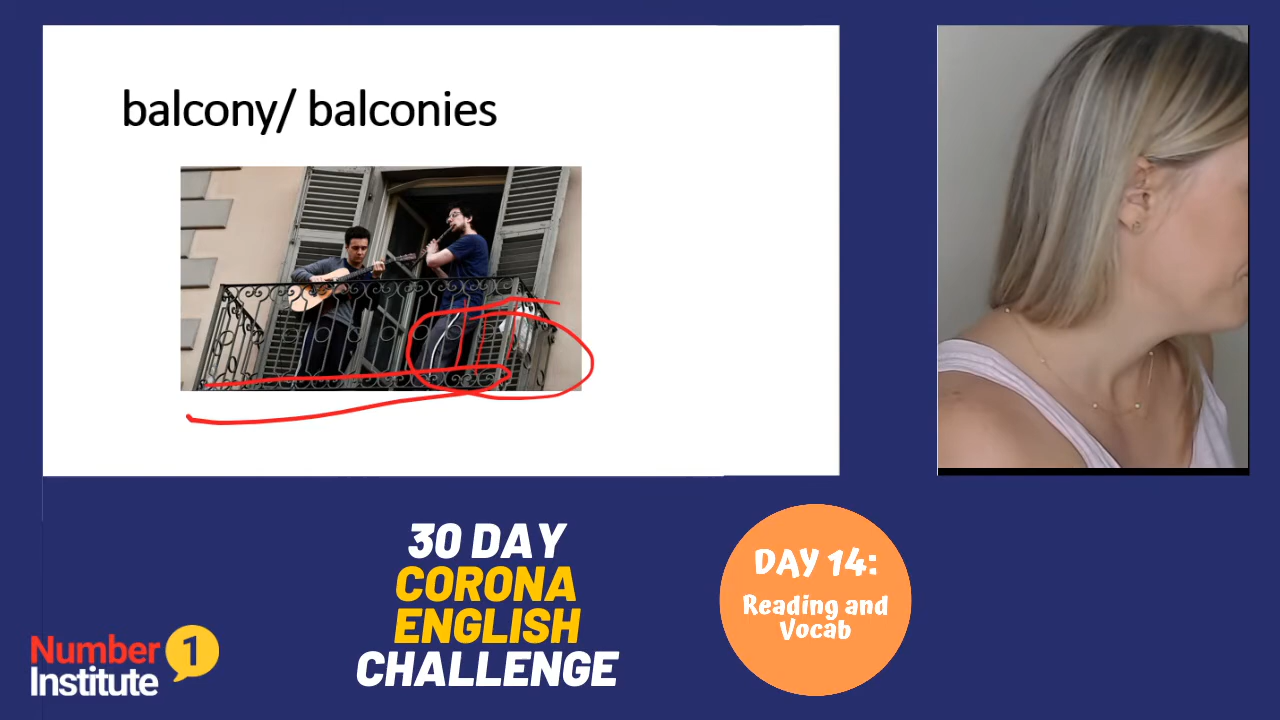 balcony/ balconies
30 DAY
CORONA
ENGLISH
CHALLENGE
DAY 14:
Reading and
Vocab
Number 1
Institute